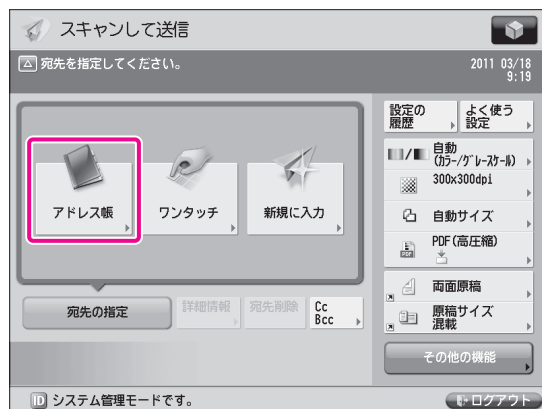 スキャンして送信
宛先を指定してください。
2011 03/18
9:19
設定の
履歴
よく使う
設定
自動
(カラー/グレースケール)
300x300dpi
アドレス帳
ワンタッチ
新規に入力
自動サイズ
PDF(高圧縮)
PDF
両面原稿
宛先の指定
詳細情報
宛先削除
Cc
Bcc
原稿サイズ
混載
その他の機能
ID システム管理モードです。
ログアウト